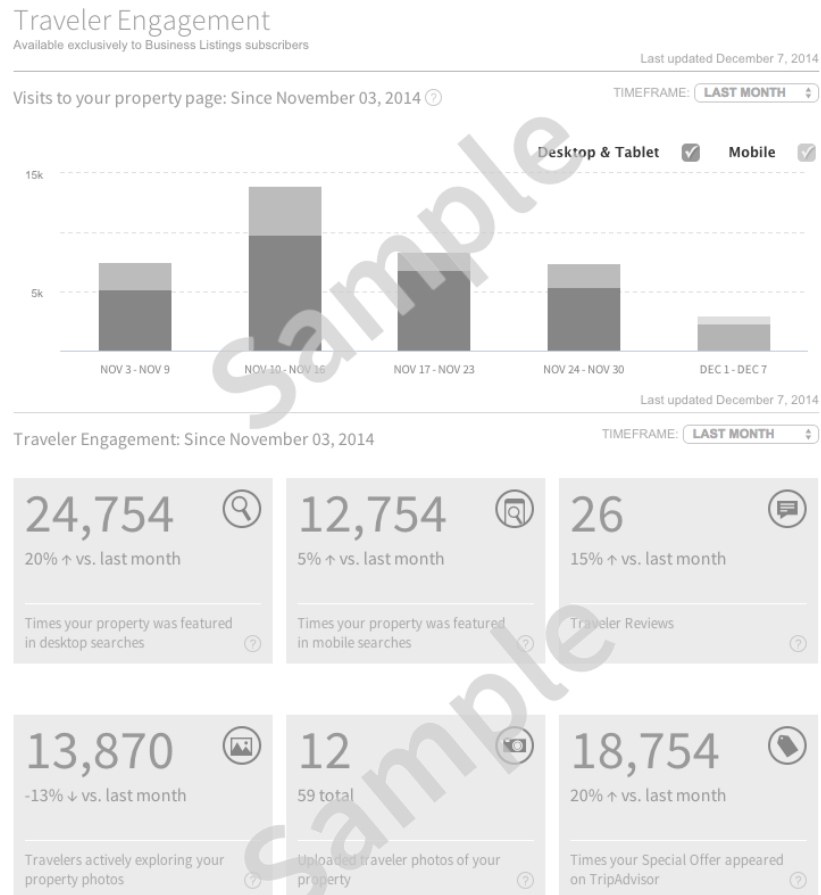 Traveler Engagement
Available exclusively to Business Listings subscribers
Last updated December 7, 2014
Visits to your property page: Since November 03, 2014 ?
TIMEFRAME: LAST MONTH
Desktop & Tablet Mobile
15k
5k
NOV 3 - NOV 9 NOV 10 - NOV 16 NOV 17 - NOV 23 NOV 24 - NOV 30 DEC 1 - DEC 7
Sample
Last updated December 7, 2014
Traveler Engagement: Since November 03, 2014
TIMEFRAME: LAST MONTH
24,754
20% ↑ vs. last month
Times your property was featured
in desktop searches ?
12,754
5% ↑ vs. last month
Times your property was featured
in mobile searches ?
26
15% ↑ vs. last month
Traveler Reviews
?
13,870
-13% ↓ vs. last month
Travelers actively exploring your
property photos ?
12
59 total
Uploaded traveler photos of your
property ?
18,754
20% ↑ vs. last month
Times your Special Offer appeared
on TripAdvisor ?
Sample